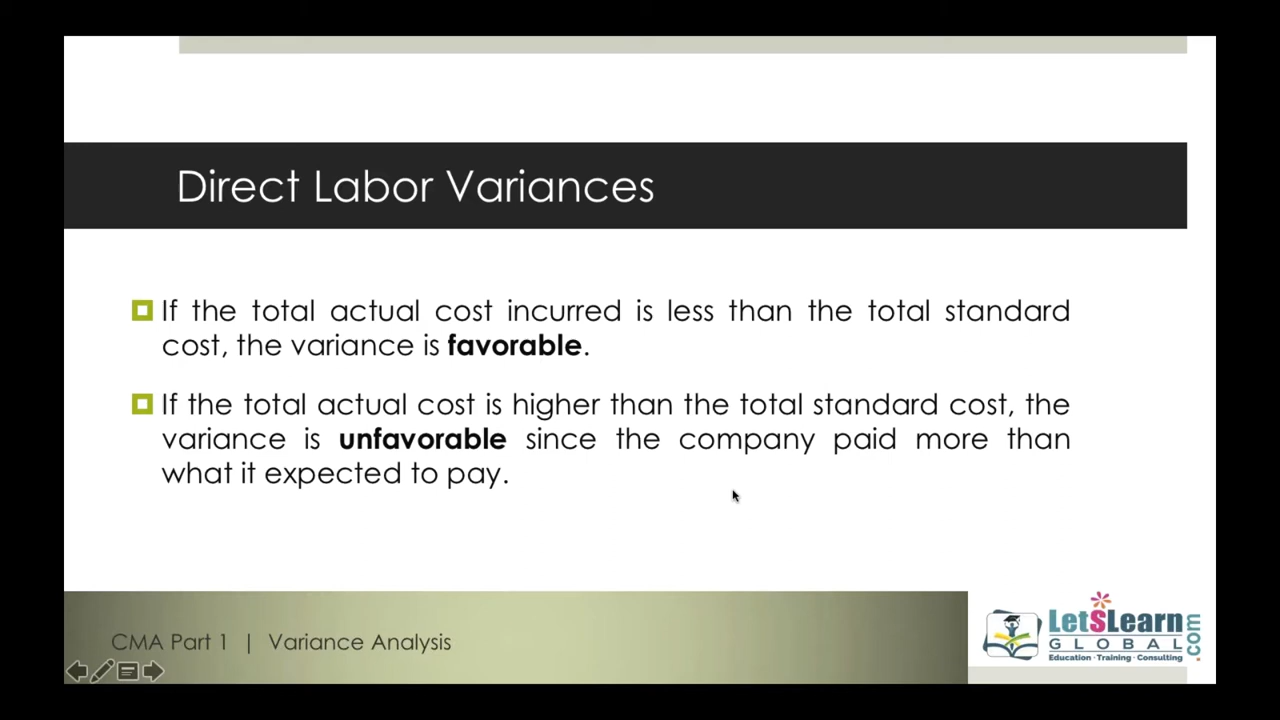 Direct Labor Variances
If the total actual cost incurred is less than the total standard
cost, the variance is favorable.
If the total actual cost is higher than the total standard cost, the
variance is unfavorable since the company paid more than
what it expected to pay.
CMA Part 1 | Variance Analysis
LetSLearn
GLOBAL
.com
Education · Training · Consulting